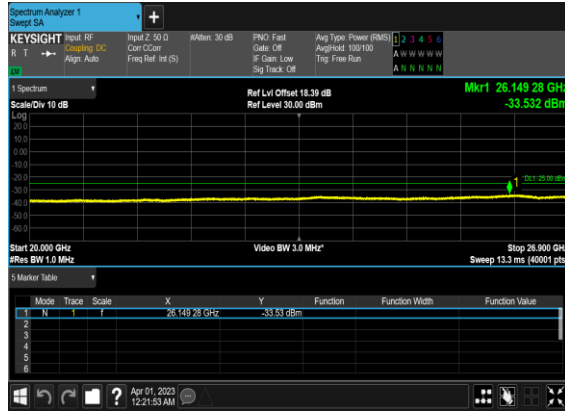 Spectrum Analyzer 1
Swept SA
+
KEYSIGHT Input: RF Input Z: 50 Ω #Atten: 30 dB PNO: Fast Avg Type: Power (RMS) 1 2 3 4 5 6
R T Coupling: DC Corr CCorr Gate: Off Avg|Hold: 100/100 A W W W W W
Align: Auto Freq Ref: Int (S) IF Gain: Low Trig: Free Run
Sig Track: Off A N N N N N
1 Spectrum Ref Lvl Offset 18.39 dB Mkr1 26.149 28 GHz
Scale/Div 10 dB Ref Level 30.00 dBm -33.532 dBm
Log
20.0
10.0
0.00
-10.0
-20.0
1 DL1 -25.00 dBm
-30.0
-40.0
-50.0
-60.0
Start 20.000 GHz Video BW 3.0 MHz* Stop 26.900 GHz
#Res BW 1.0 MHz Sweep 13.3 ms (40001 pts)
5 Marker Table
Mode Trace Scale X Y Function Function Width Function Value
1 N 1 f 26.149 28 GHz -33.53 dBm
2
3
4
5
6
? Apr 01, 2023
12:21:53 AM